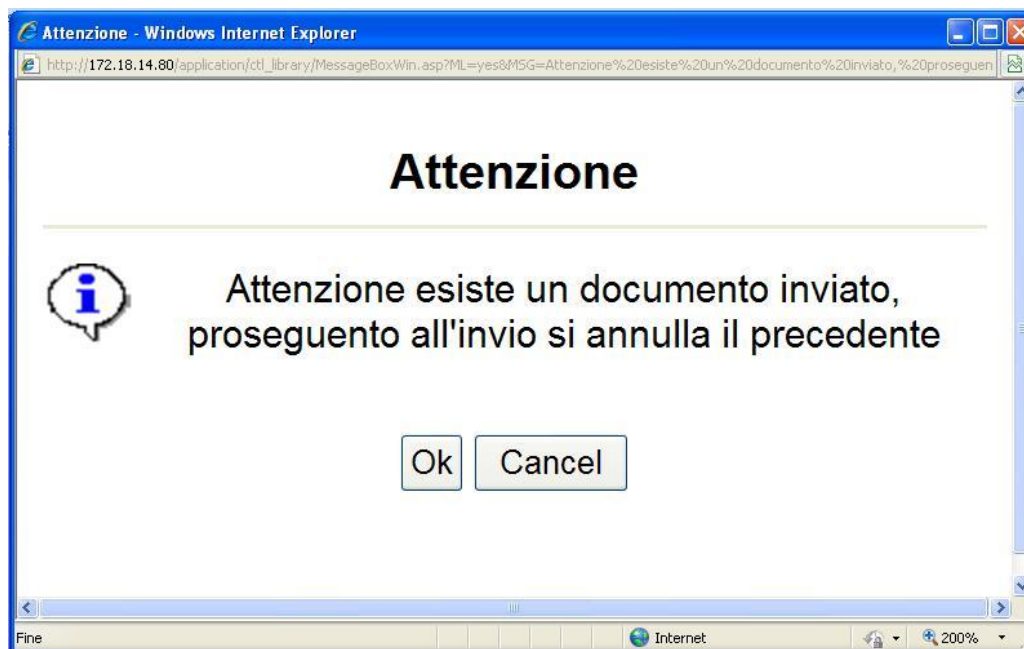 Attenzione - Windows Internet Explorer
http://172.18.14.80/application/ctl_library/MessageBoxWin.asp?ML=yes&MSG=Attenzione%20esiste%20un%20documento%20inviato,%20proseguen
Attenzione
i
Attenzione esiste un documento inviato,
proseguento all'invio si annulla il precedente
Ok Cancel
Fine Internet 200%